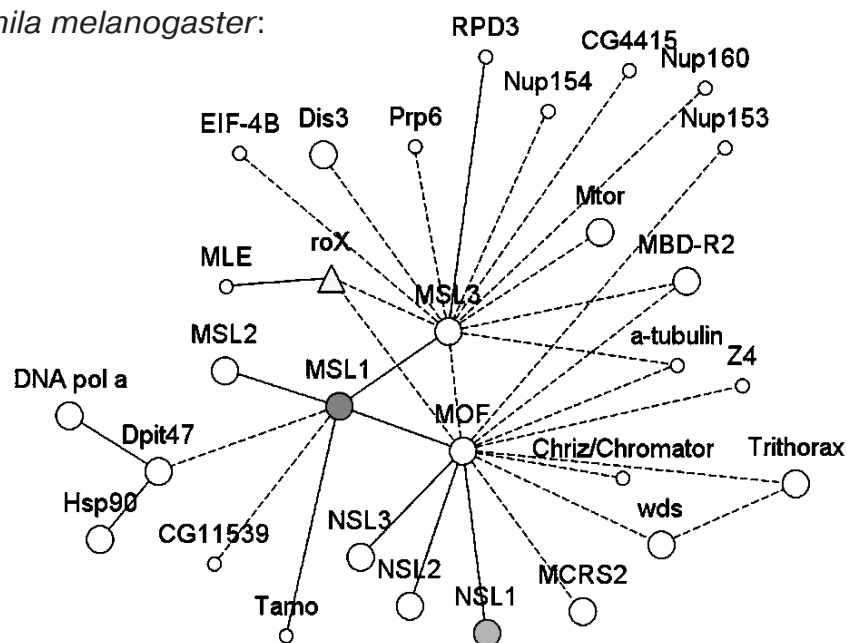 nila melanogaster:
RPD3
CG4415
Nup160
Nup154
Nup153
Prp6
Dis3
EIF-4B
Mtor
MBD-R2
roX
MLE
MSL3
a-tubulin
Z4
MSL2
MSL1
DNA pol a
MOF
Dpit47
Chriz/Chromator
Trithorax
Hsp90
wds
CG11539
NSL3
NSL2
MCRS2
NSL1
Tamo